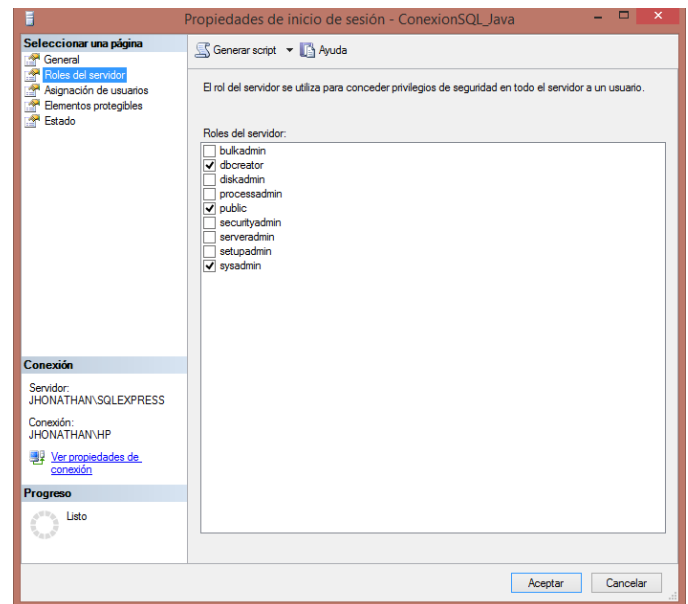 Propiedades de inicio de sesión - ConexionSQL_Java
Seleccionar una página
General
Roles del servidor
Asignación de usuarios
Elementos protegibles
Estado
Generar script
Ayuda
El rol del servidor se utiliza para conceder privilegios de seguridad en todo el servidor a un usuario.
Roles del servidor:
bulkadmin
dbcreator
diskadmin
processadmin
public
securityadmin
serveradmin
setupadmin
sysadmin
Conexión
Servidor:
JHONATHAN\SQLEXPRESS
Conexión:
JHONATHAN\HP
Ver propiedades de
conexión
Progreso
Listo
Aceptar
Cancelar